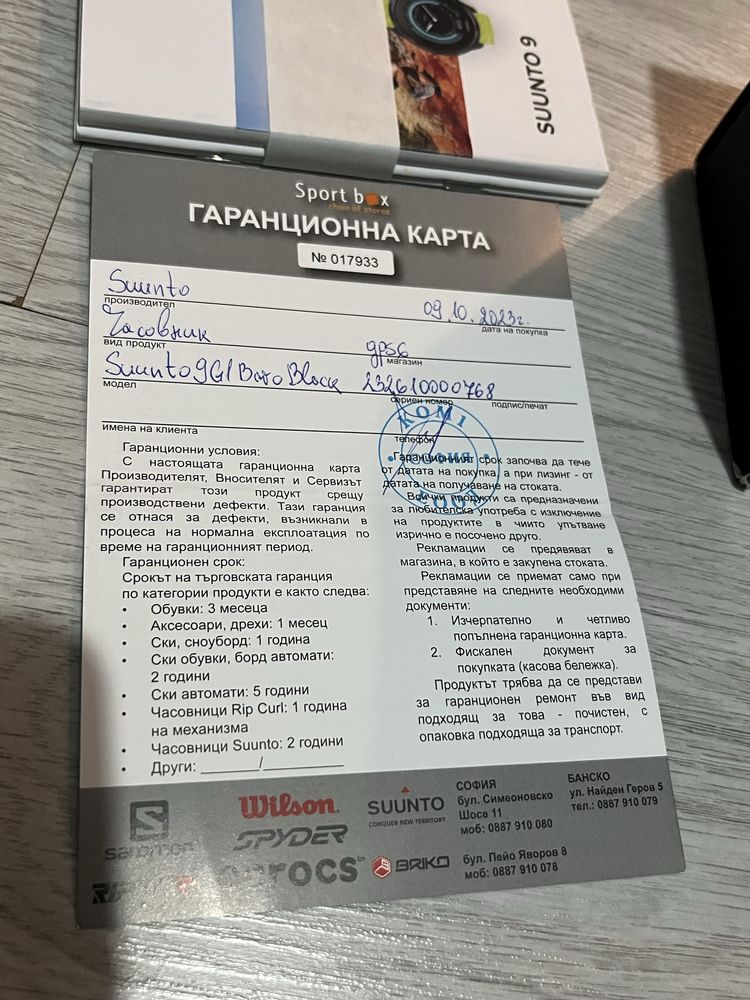 SUUNTO 9
Sport box
chain of stores
ГАРАНЦИОННА КАРТА
№ 017933
Suunto
09.10.2023г.
производител
дата на покупка
Часовник
вид продукт
магазин
Suunto 9 G1 Baro Black 232610000768
модел
сериен номер
подпис/печат
име на клиента
телефон
КОМІ
СОФИЯ
ООД
Гаранционни условия:
С настоящата гаранционна карта
Производителят, Вносителят и Сервизът
гарантират този продукт срещу
производствени дефекти. Тази гаранция
се отнася за дефекти, възникнали в
процеса на нормална експлоатация по
време на гаранционният период.
Гаранционен срок:
Срокът на търговската гаранция
по категории продукти е както следва:
• Обувки: 3 месеца
• Аксесоари, дрехи: 1 месец
• Ски, сноуборд: 1 година
• Ски обувки, борд автомати:
2 години
• Ски автомати: 5 години
• Часовници Rip Curl: 1 година
на механизма
• Часовници Suunto: 2 години
• Други: ______/________
Гаранционният срок започва да тече
от датата на покупка, а при лизинг - от
датата на получаване на стоката.
Всички продукти са предназначени
за любителска употреба с изключение
на продуктите в чиито упътване
изрично е посочено друго.
Рекламации се предявяват в
магазина, в който е закупена стоката.
Рекламации се приемат само при
представяне на следните необходими
документи:
1. Изчерпателно и четливо
попълнена гаранционна карта.
2. Фискален документ за
покупката (касова бележка).
Продуктът трябва да се представи
за гаранционен ремонт във вид
подходящ за това - почистен, с
опаковка подходяща за транспорт.
salomon
Wilson.
SPYDER
SUUNTO
CONQUER NEW TERRITORY
crocs™
BRIKO
СОФИЯ
бул. Симеоновско
Шосе 11
моб: 0887 910 080
бул. Пейо Яворов 8
моб: 0887 910 078
БАНСКО
ул. Найден Геров 5
тел.: 0887 910 079